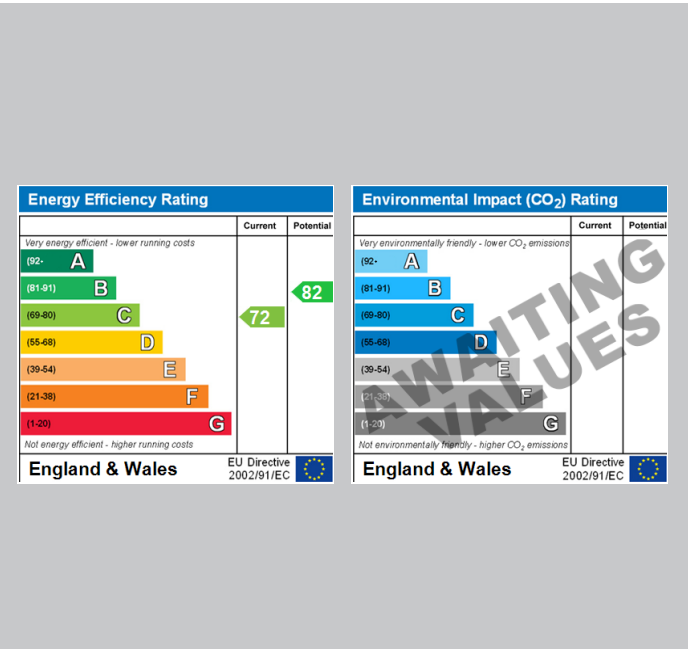 Energy Efficiency Rating
Current Potential
Very energy efficient - lower running costs
(92- A
(81-91) B
82
(69-80) C
72
(55-68) D
(39-54) E
(21-38) F
(1-20) G
Not energy efficient - higher running costs
England & Wales
EU Directive
2002/91/EC
Environmental Impact (CO2) Rating
Current Potential
Very environmentally friendly - lower CO2 emissions
(92- A
(81-91) B
(69-80) C
(55-68) D
(39-54) E
(21-38) F
(1-20) G
Not environmentally friendly - higher CO2 emissions
AWAITING
VALUES
England & Wales
EU Directive
2002/91/EC